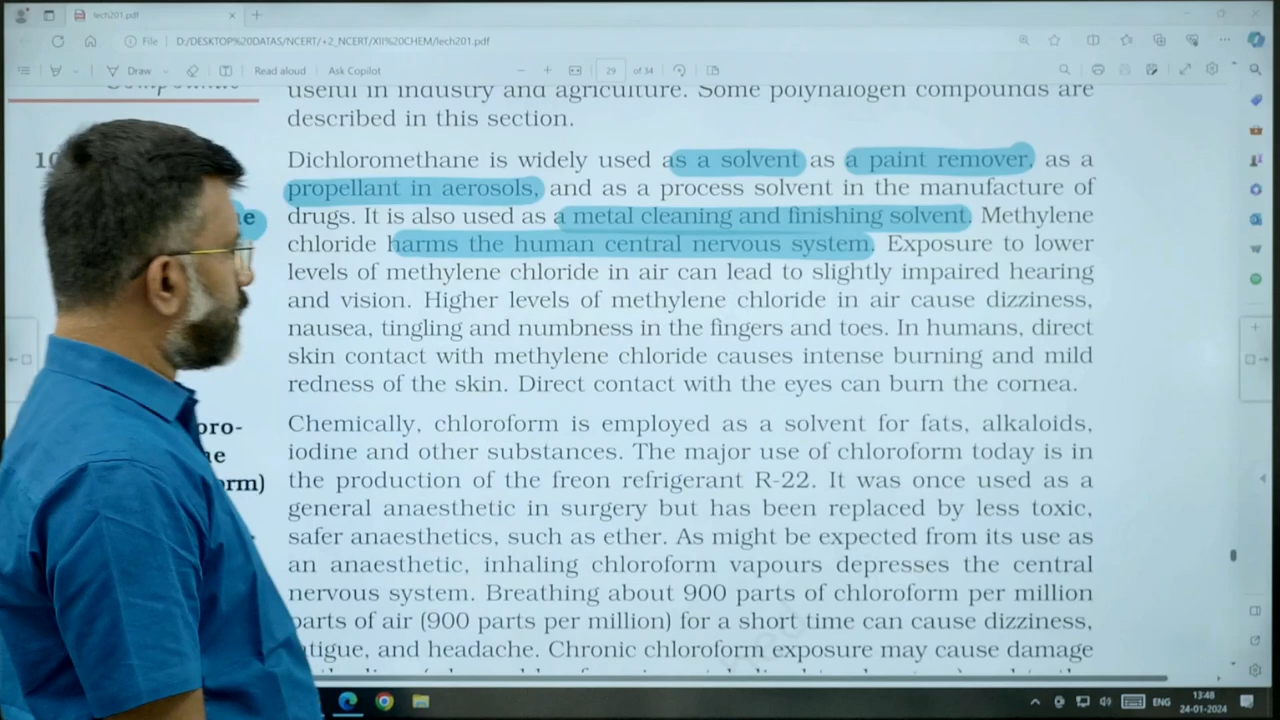 lech201.pdf
File D:/DESKTOP%20DATAS/NCERT/+2_NCERT/XII%20CHEM/lech201.pdf
Draw Read aloud Ask Copilot 29 of 34
Compounds
useful in industry and agriculture. Some polyhalogen compounds are
described in this section.
10
Dichloromethane is widely used as a solvent as a paint remover, as a
propellant in aerosols, and as a process solvent in the manufacture of
drugs. It is also used as a metal cleaning and finishing solvent. Methylene
chloride harms the human central nervous system. Exposure to lower
levels of methylene chloride in air can lead to slightly impaired hearing
and vision. Higher levels of methylene chloride in air cause dizziness,
nausea, tingling and numbness in the fingers and toes. In humans, direct
skin contact with methylene chloride causes intense burning and mild
redness of the skin. Direct contact with the eyes can burn the cornea.
oro-
ne
orm)
Chemically, chloroform is employed as a solvent for fats, alkaloids,
iodine and other substances. The major use of chloroform today is in
the production of the freon refrigerant R-22. It was once used as a
general anaesthetic in surgery but has been replaced by less toxic,
safer anaesthetics, such as ether. As might be expected from its use as
an anaesthetic, inhaling chloroform vapours depresses the central
nervous system. Breathing about 900 parts of chloroform per million
parts of air (900 parts per million) for a short time can cause dizziness,
fatigue, and headache. Chronic chloroform exposure may cause damage
ENG
13:48
24-01-2024